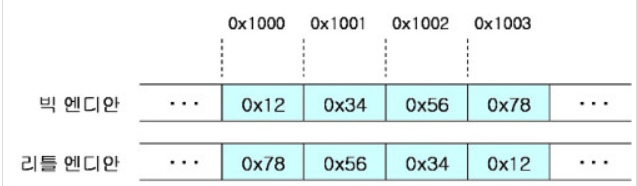 0x1000 0x1001 0x1002 0x1003
빅 엔디안 ··· 0x12 0x34 0x56 0x78 ···
리틀 엔디안 ··· 0x78 0x56 0x34 0x12 ···